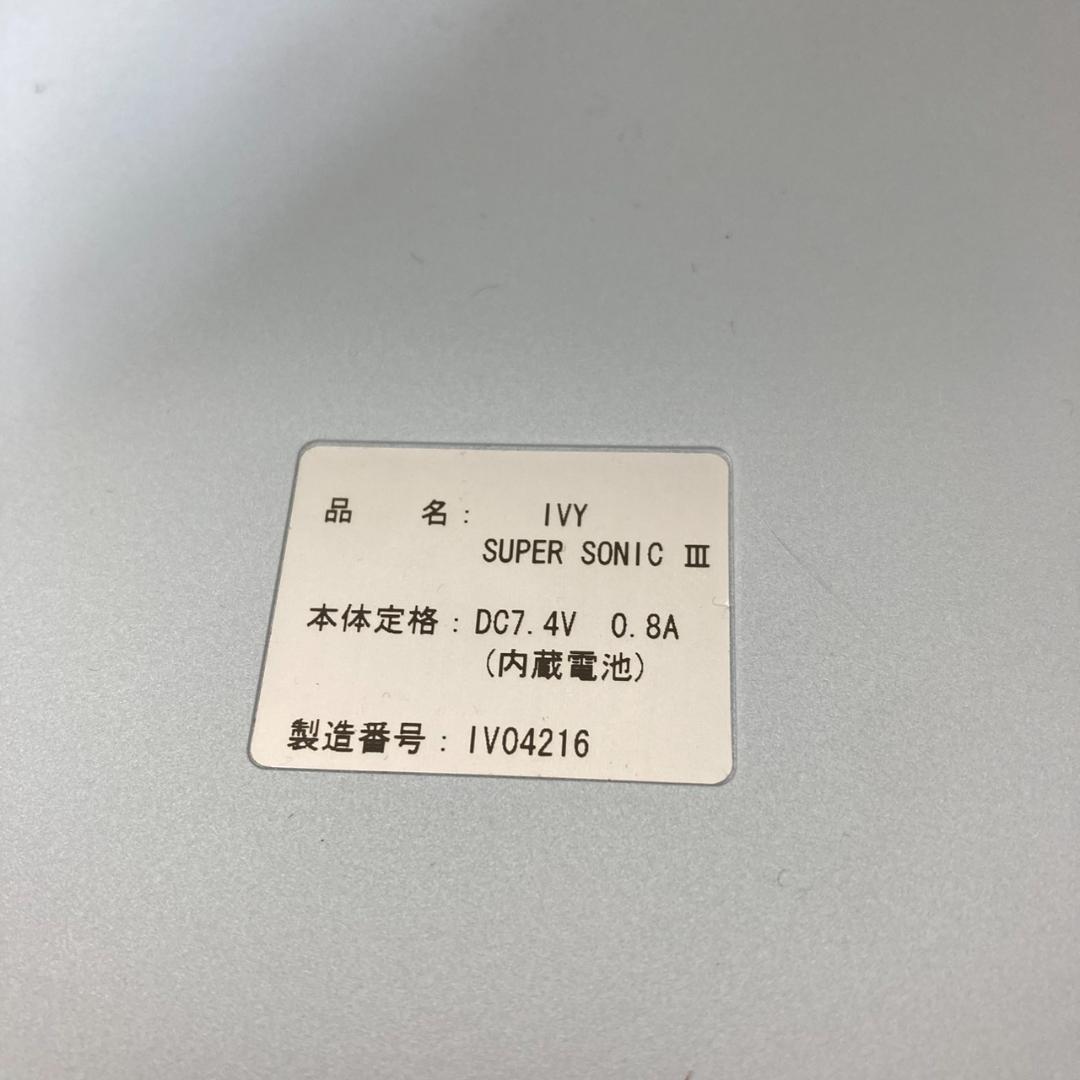 品　　名： IVY
SUPER SONIC Ⅲ
本体定格：DC7.4V 0.8A
(内蔵電池)
製造番号：IV04216